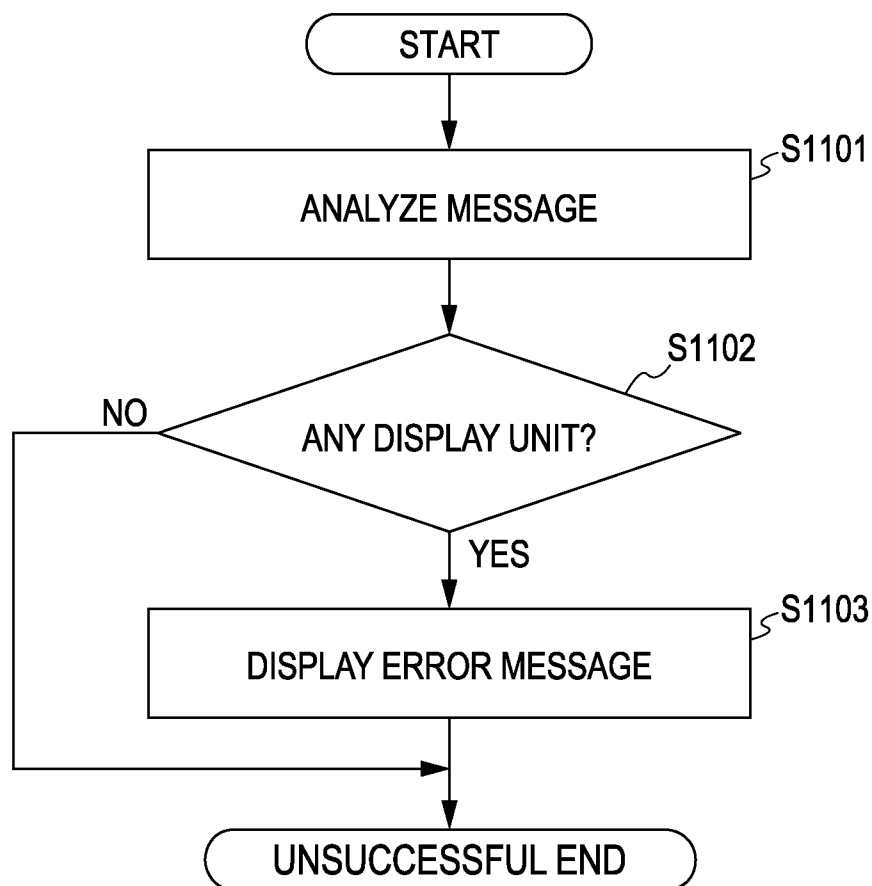 START
S1101
ANALYZE MESSAGE
S1102
NO
ANY DISPLAY UNIT?
YES
S1103
DISPLAY ERROR MESSAGE
UNSUCCESSFUL END